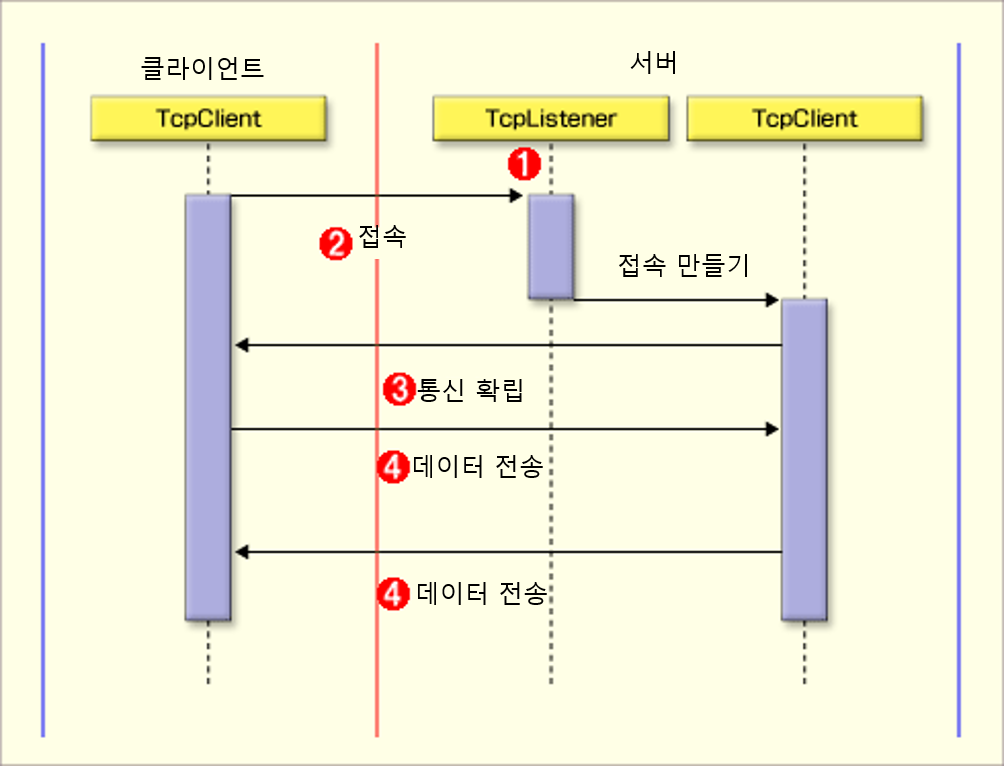 클라이언트
서버
TcpClient
TcpListener
TcpClient
1
2 접속
접속 만들기
3 통신 확립
4 데이터 전송
4 데이터 전송